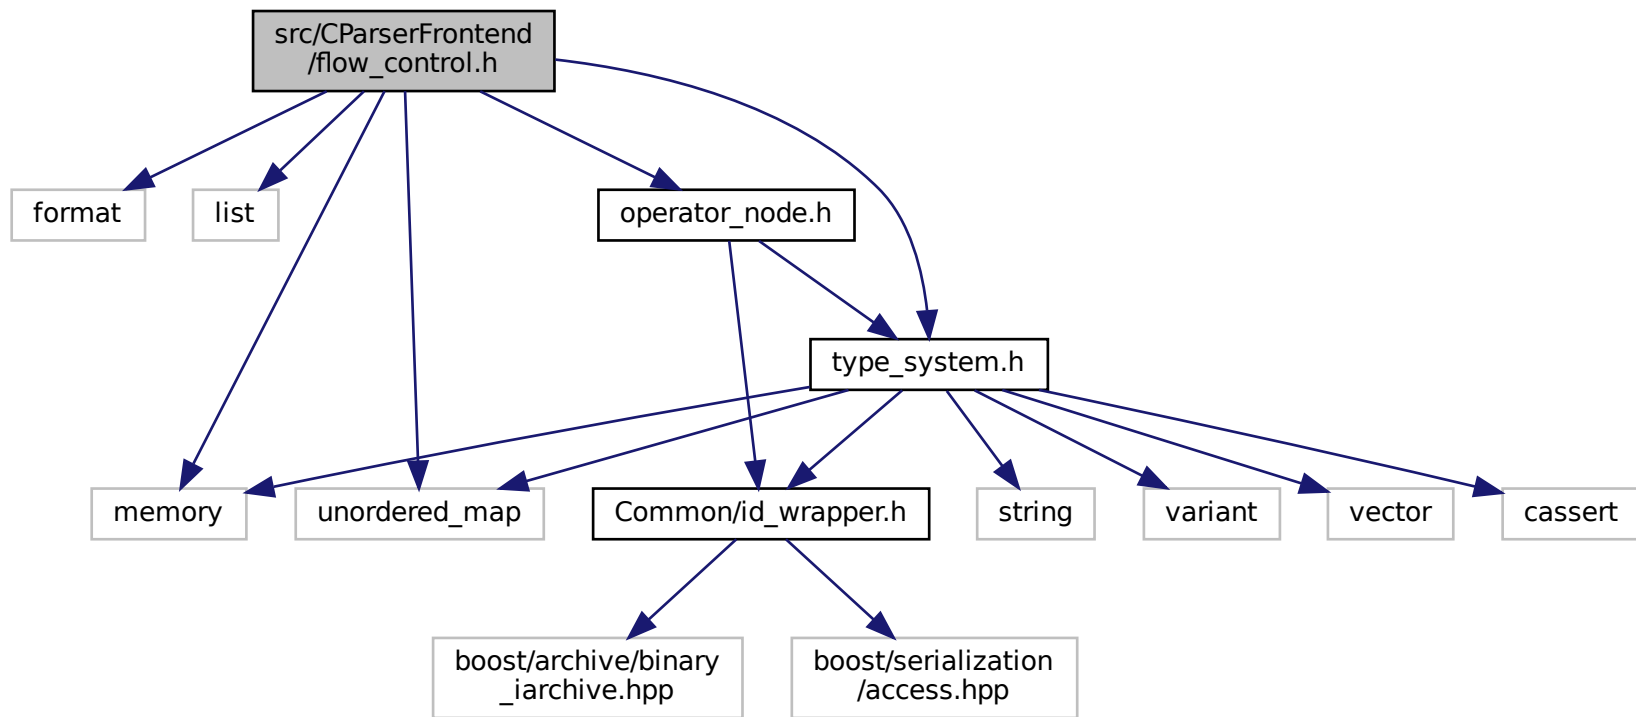 src/CParserFrontend
/flow_control.h
format
list
operator_node.h
type_system.h
memory
unordered_map
Common/id_wrapper.h
string
variant
vector
cassert
boost/archive/binary
_iarchive.hpp
boost/serialization
/access.hpp